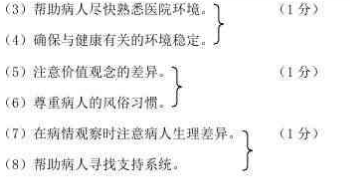 （3）帮助病人尽快熟悉医院环境。 （1 分）
（4）确保与健康有关的环境稳定。
（5）注意价值观念的差异。 （1 分）
（6）尊重病人的风俗习惯。
（7）在病情观察时注意病人生理差异。 （1 分）
（8）帮助病人寻找支持系统。